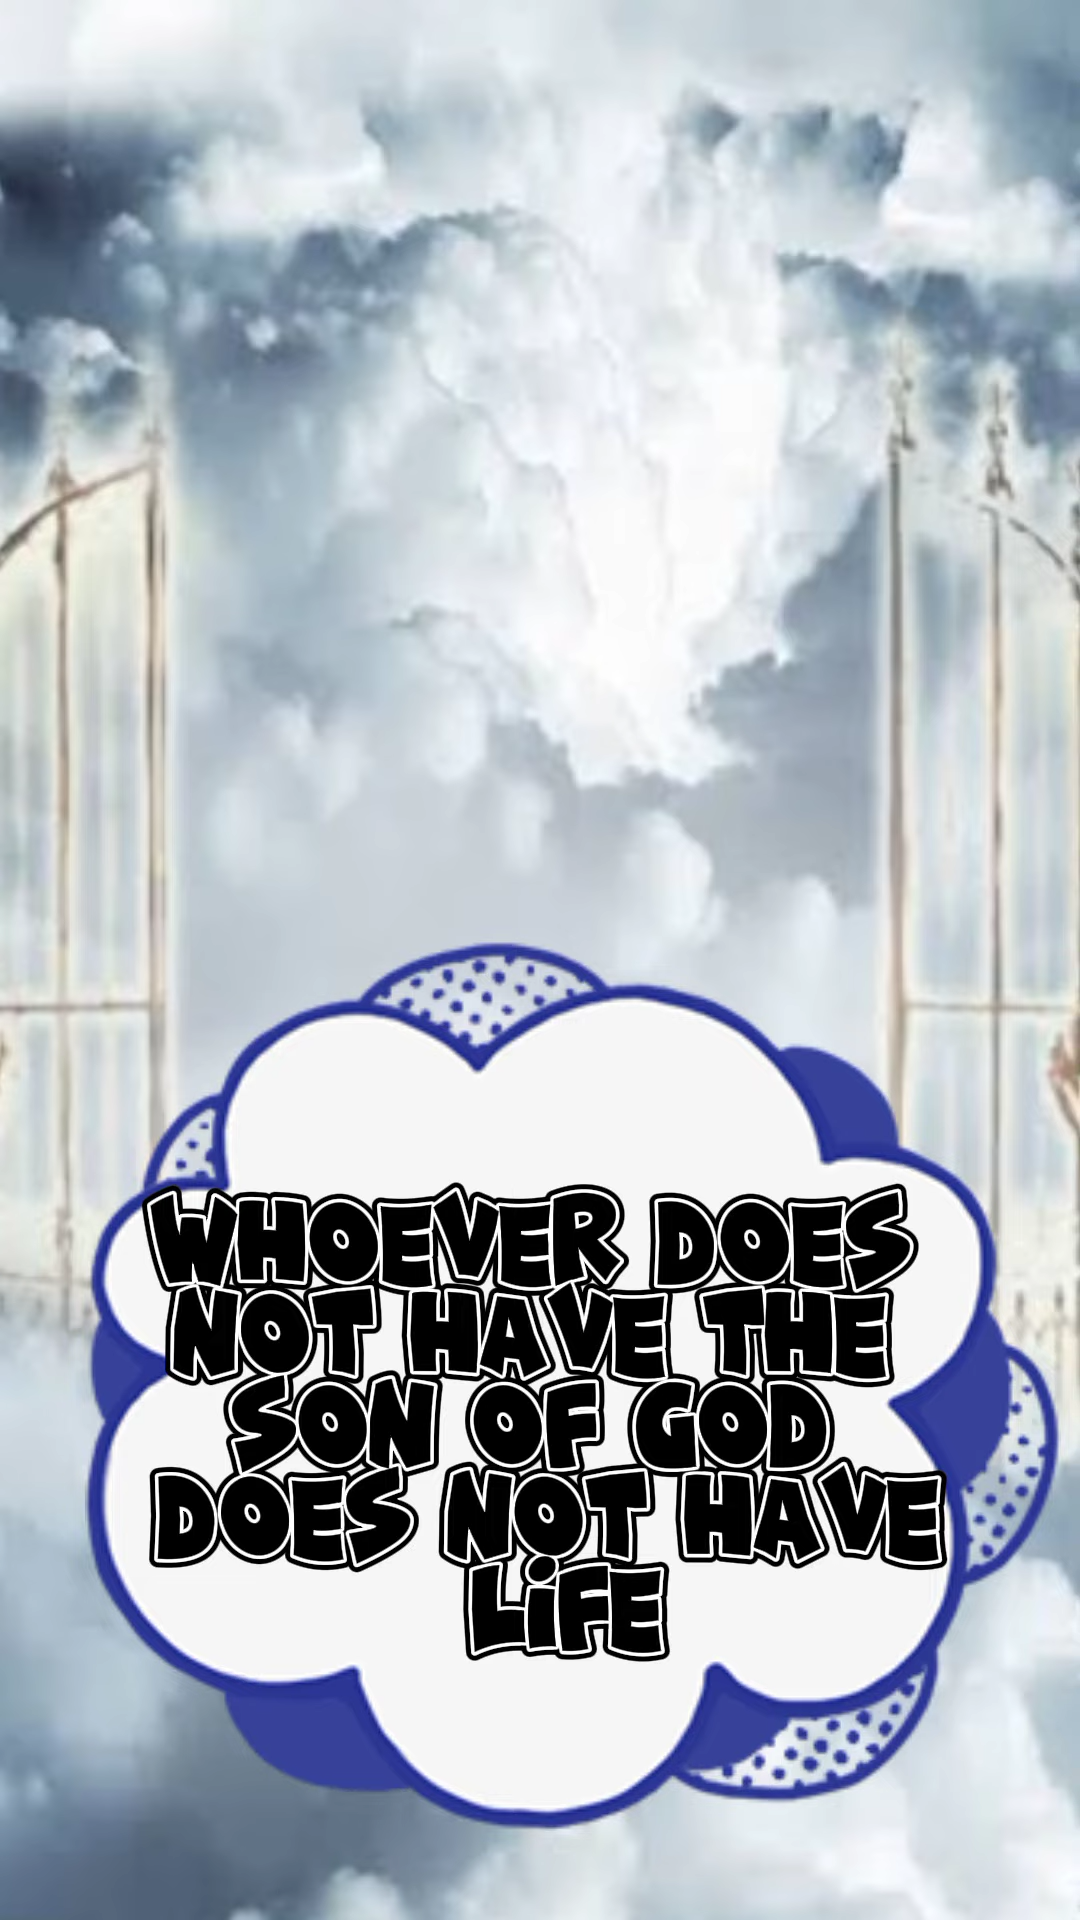 WHOEVER DOES
NOT HAVE THE
SON OF GOD
DOES NOT HAVE
LiFE